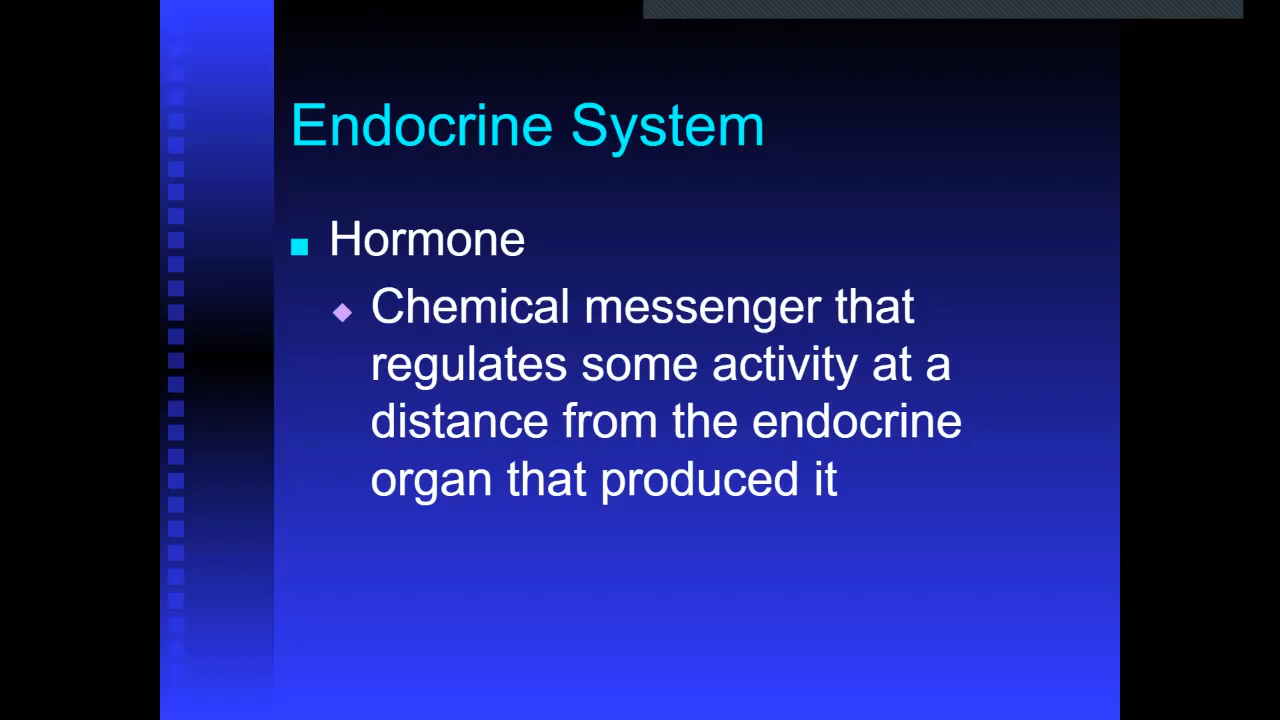 Endocrine System
Hormone
Chemical messenger that
regulates some activity at a
distance from the endocrine
organ that produced it